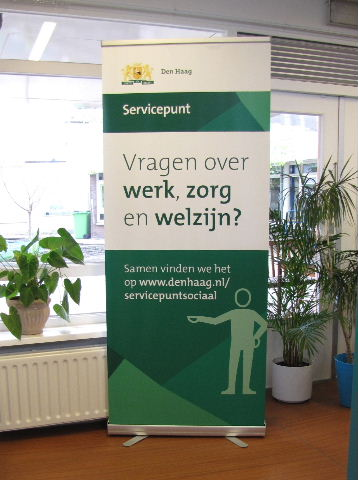 Den Haag
Servicepunt
Vragen over
werk, zorg
en welzijn?
Samen vinden we het
op www.denhaag.nl/
servicepuntsociaal